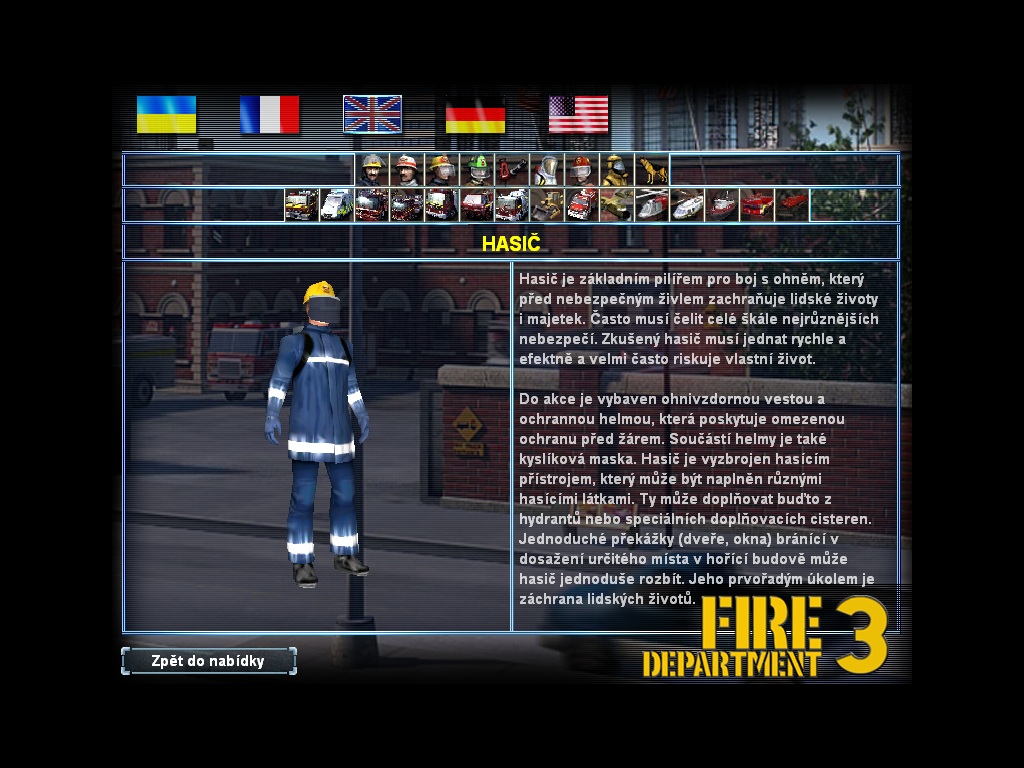 HASIČ
Hasič je základním pilířem pro boj s ohněm, který
před nebezpečným živlem zachraňuje lidské životy
i majetek. Často musí čelit celé škále nejrůznějších
nebezpečí. Zkušený hasič musí jednat rychle a
efektně a velmi často riskuje vlastní život.
Do akce je vybaven ohnivzdornou vestou a
ochrannou helmou, která poskytuje omezenou
ochranu před žárem. Součástí helmy je také
kyslíková maska. Hasič je vyzbrojen hasícím
přístrojem, který může být naplněn různými
hasícími látkami. Ty může doplňovat buďto z
hydrantů nebo speciálních doplňovacích cisteren.
Jednoduché překážky (dveře, okna) bránící v
dosažení určitého místa v hořící budově může
hasič jednoduše rozbít. Jeho prvořadým úkolem je
záchrana lidských životů.
FIRE
DEPARTMENT 3
Zpět do nabídky